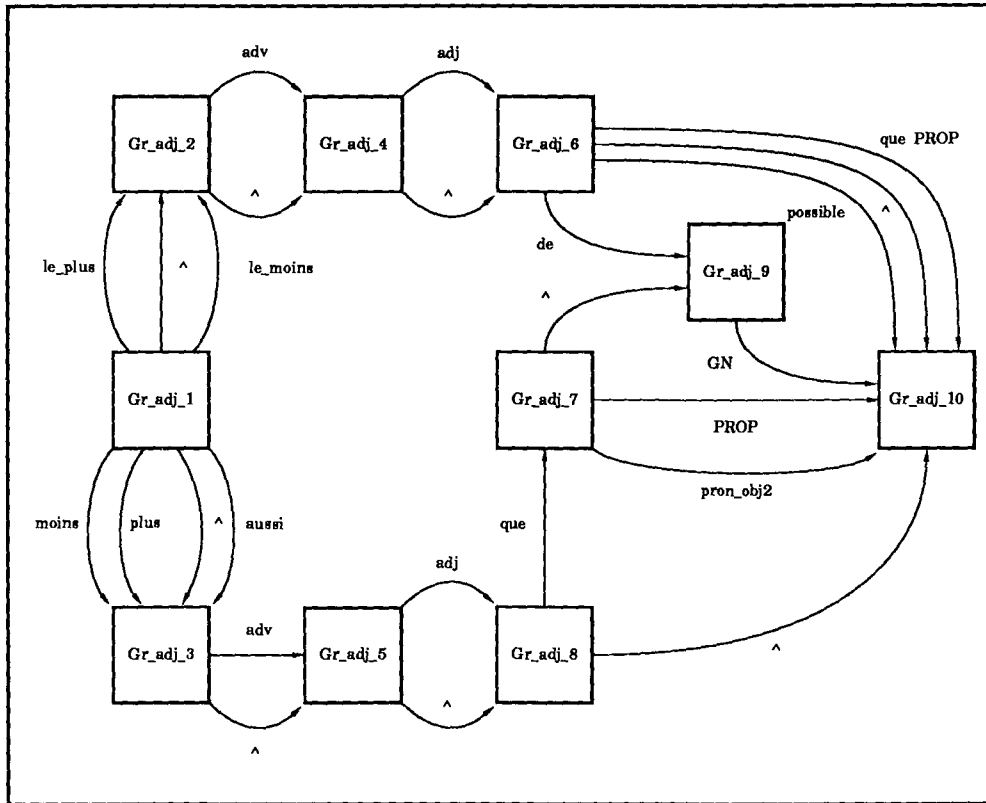 adv adj
Gr_adj_2 Gr_adj_4 Gr_adj_6
que PROP
^ ^
possible ^
de
le_plus ^ le_moins
Gr_adj_9
^
GN
Gr_adj_1 Gr_adj_7 Gr_adj_10
PROP
pron_obj2
moins plus ^ aussi que
adj
adv
Gr_adj_3 Gr_adj_5 Gr_adj_8
^
^
^